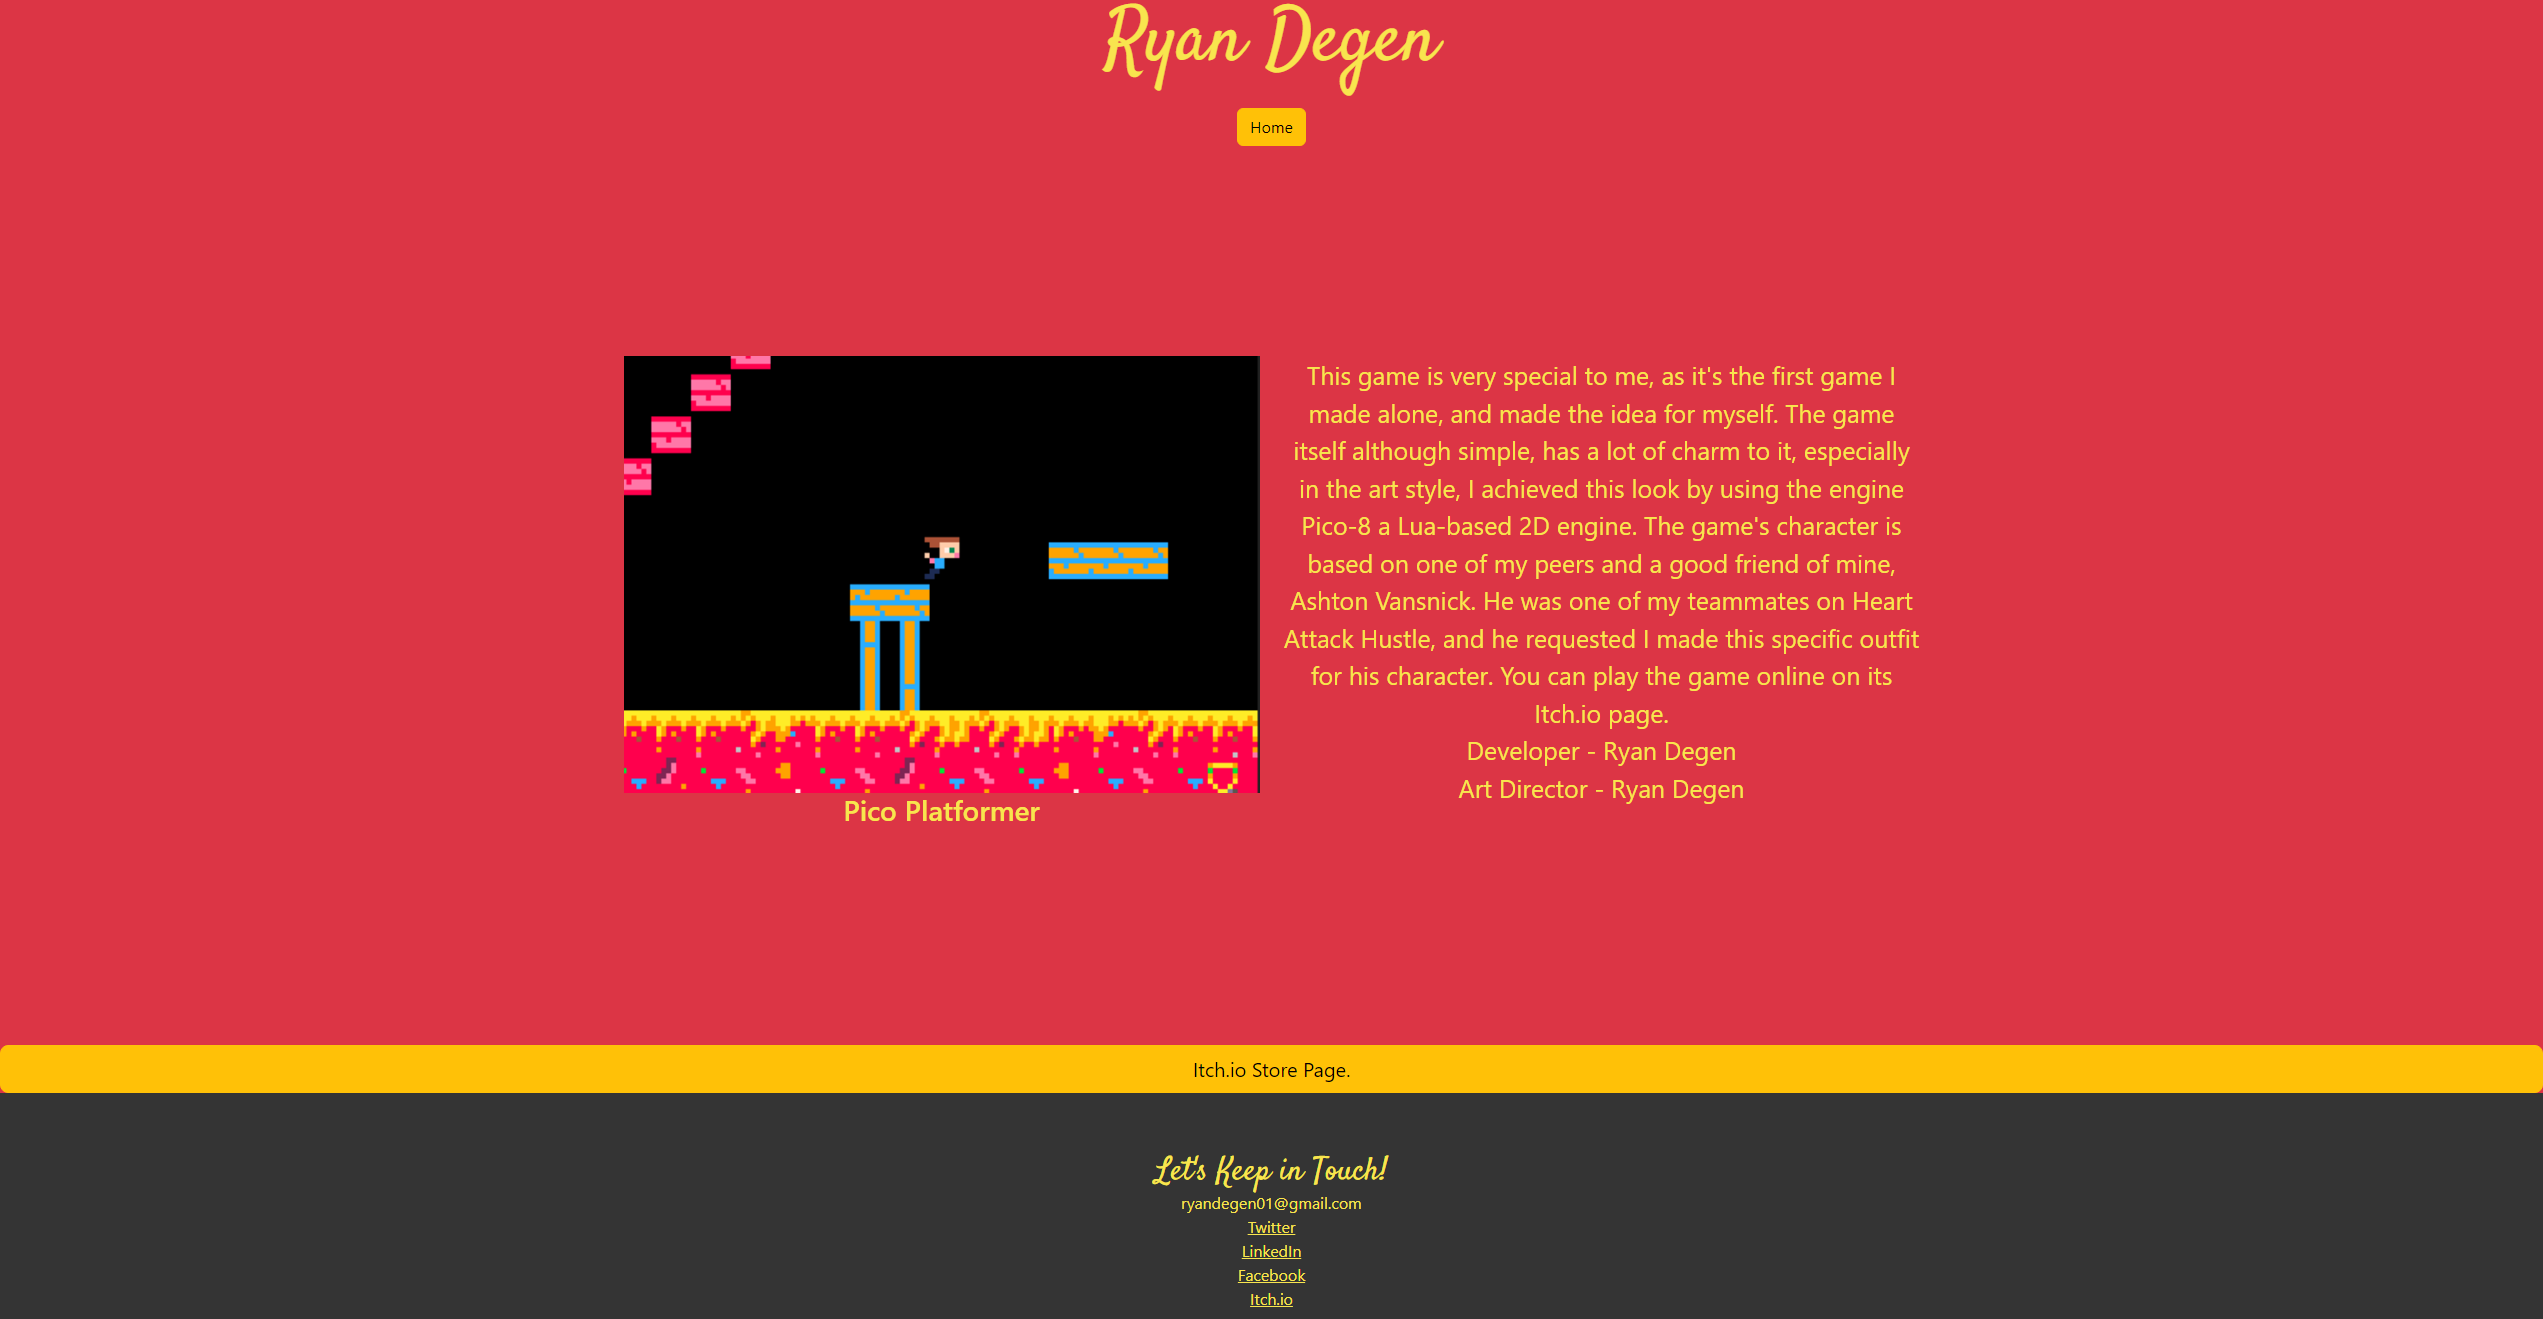 Ryan Degen
Home
This game is very special to me, as it's the first game I
made alone, and made the idea for myself. The game
itself although simple, has a lot of charm to it, especially
in the art style, I achieved this look by using the engine
Pico-8 a Lua-based 2D engine. The game's character is
based on one of my peers and a good friend of mine,
Ashton Vansnick. He was one of my teammates on Heart
Attack Hustle, and he requested I made this specific outfit
for his character. You can play the game online on its
Itch.io page.
Developer - Ryan Degen
Art Director - Ryan Degen
Pico Platformer
Itch.io Store Page.
Let's Keep in Touch!
ryandegen01@gmail.com
Twitter
LinkedIn
Facebook
Itch.io